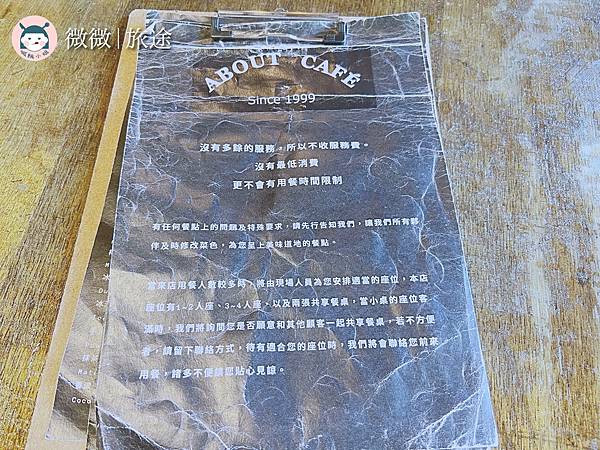 微微|旅途
ABOUT CAFÉ
Since 1999
沒有多餘的服務，所以不收服務費。
沒有最低消費
更不會有用餐時間限制
有任何餐點上的問題及特殊要求，請先行告知我們，讓我們所有夥
伴及時修改菜色，為您呈上美味道地的餐點。
當來店用餐人數較多時，將由現場人員為您安排適當的座位，本店
座位有1-2人座、3-4人座、以及兩張共享餐桌，當小桌的座位客
滿時，我們將詢問您是否願意和其他顧客一起共享餐桌，若不方便
者，請留下聯絡方式，待有適合您的座位時，我們將會聯絡您前來
用餐，諸多不便請您貼心見諒。
冰
Du
冰
抹
Mat
Coco